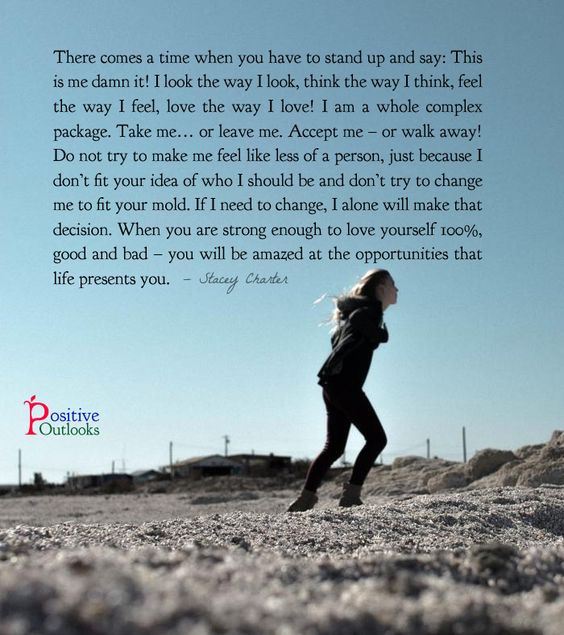 There comes a time when you have to stand up and say: This
is me damn it! I look the way I look, think the way I think, feel
the way I feel, love the way I love! I am a whole complex
package. Take me… or leave me. Accept me – or walk away!
Do not try to make me feel like less of a person, just because I
don't fit your idea of who I should be and don't try to change
me to fit your mold. If I need to change, I alone will make that
decision. When you are strong enough to love yourself 100%,
good and bad – you will be amazed at the opportunities that
life presents you. – Stacey Charter
Positive
Outlooks